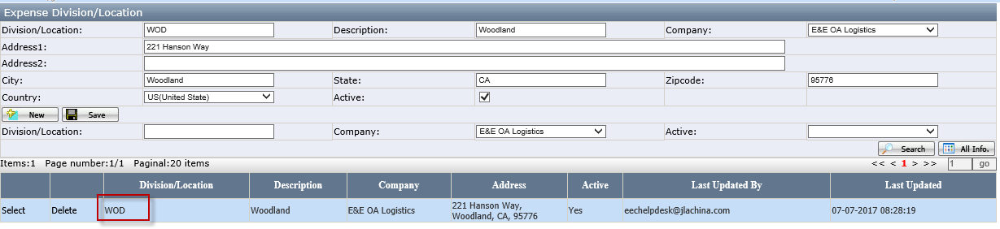 Expense Division/Location
Division/Location: WOD Description: Woodland Company: E&E OA Logistics
Address1: 221 Hanson Way
Address2:
City: Woodland State: CA Zipcode: 95776
Country: US(United State) Active:
New Save
Division/Location: Company: E&E OA Logistics Active:
Search All Info.
Items:1 Page number:1/1 Paginal:20 items << < 1 > >> 1 go
Division/Location Description Company Address Active Last Updated By Last Updated
Select Delete WOD Woodland E&E OA Logistics 221 Hanson Way, Yes eechelpdesk@jlachina.com 07-07-2017 08:28:19
Woodland, CA, 95776